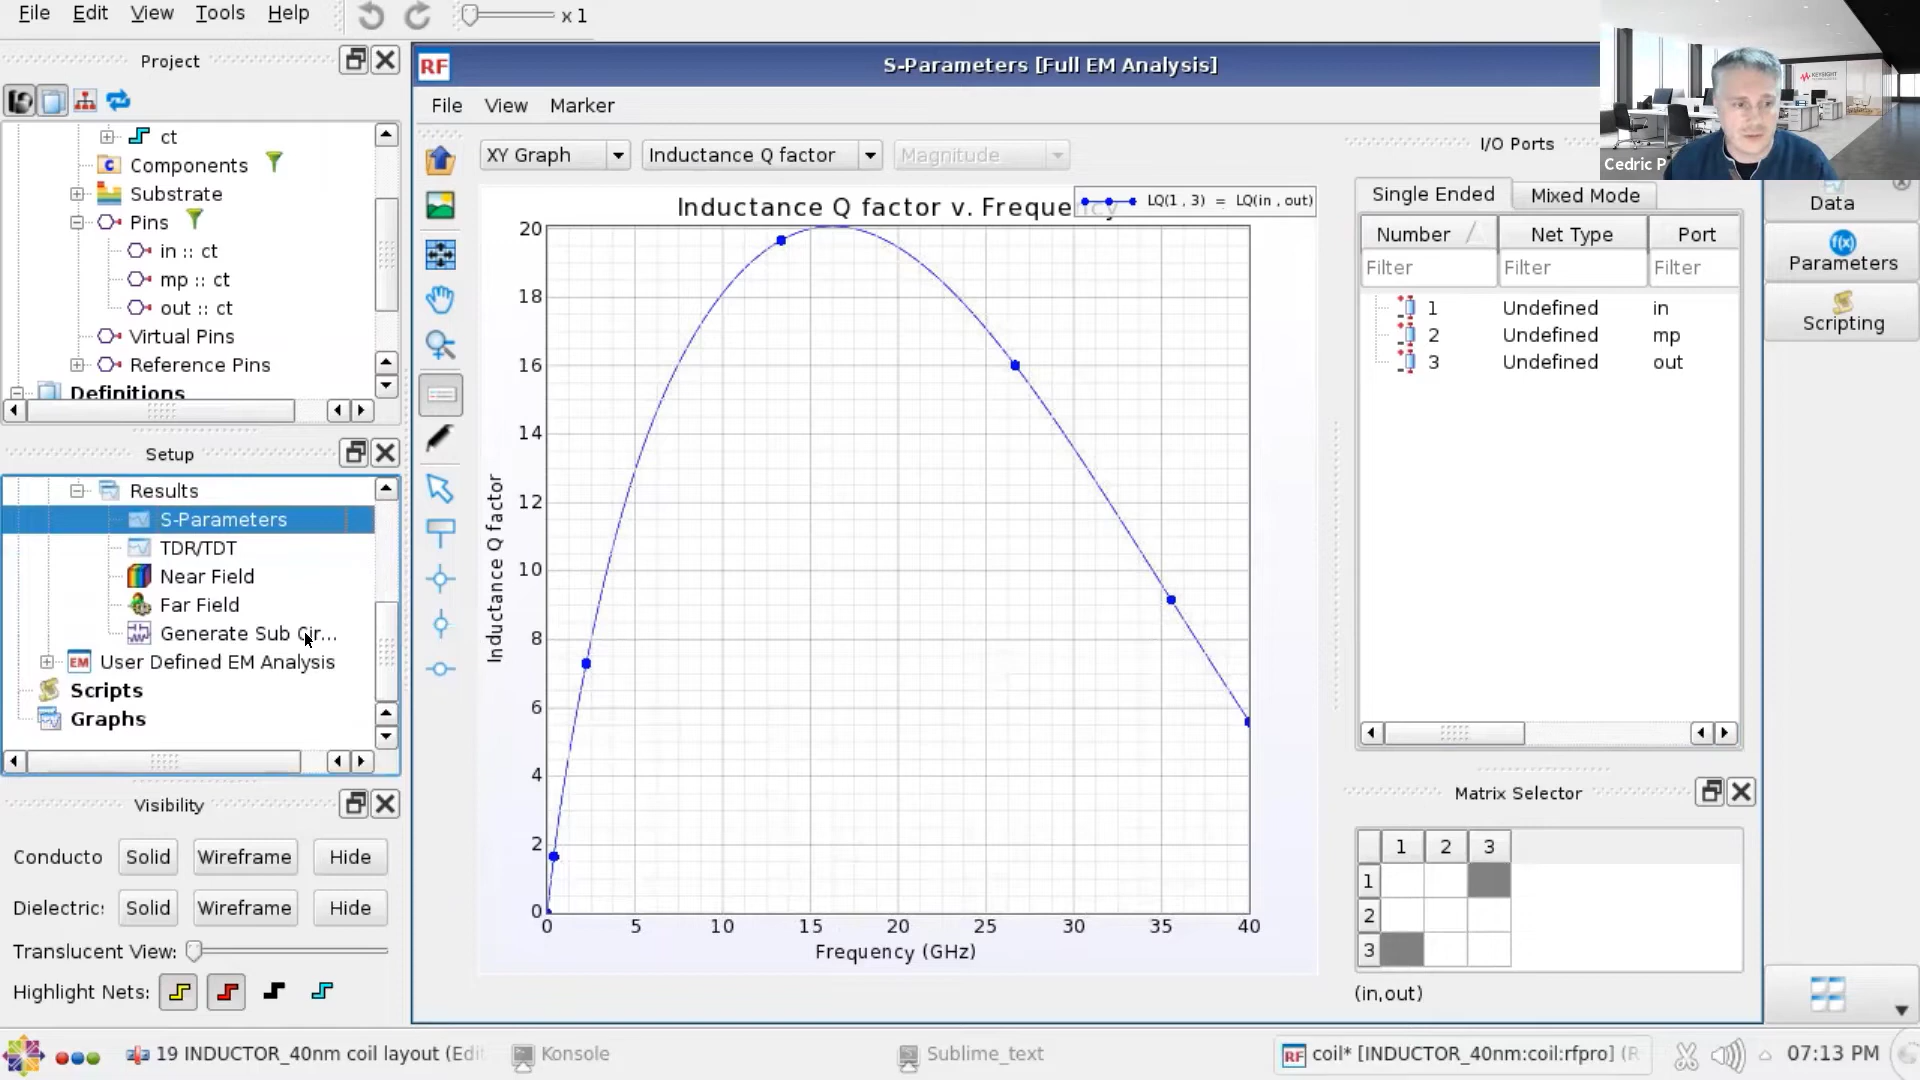 File Edit View Tools Help
x 1
Project
ct
Components
Substrate
Pins
in :: ct
mp :: ct
out :: ct
Virtual Pins
Reference Pins
Definitions
Setup
Results
S-Parameters
TDR/TDT
Near Field
Far Field
Generate Sub Cir...
EM User Defined EM Analysis
Scripts
Graphs
Visibility
Conducto Solid Wireframe Hide
Dielectric: Solid Wireframe Hide
Translucent View:
Highlight Nets:
RF S-Parameters [Full EM Analysis]
File View Marker
XY Graph Inductance Q factor Magnitude
Inductance Q factor v. Freque
LQ(1 , 3) = LQ(in , out)
Inductance Q factor
20
18
16
14
12
10
8
6
4
2
0
0 5 10 15 20 25 30 35 40
Frequency (GHz)
I/O Ports
Single Ended Mixed Mode
Number Net Type Port
Filter Filter Filter
1 Undefined in
2 Undefined mp
3 Undefined out
Matrix Selector
1 2 3
1
2
3
(in,out)
KEYSIGHT
Cedric P
Data
f(x)
Parameters
Scripting
19 INDUCTOR_40nm coil layout (Edit
Konsole
Sublime_text
RF coil* [INDUCTOR_40nm:coil:rfpro] (R
07:13 PM